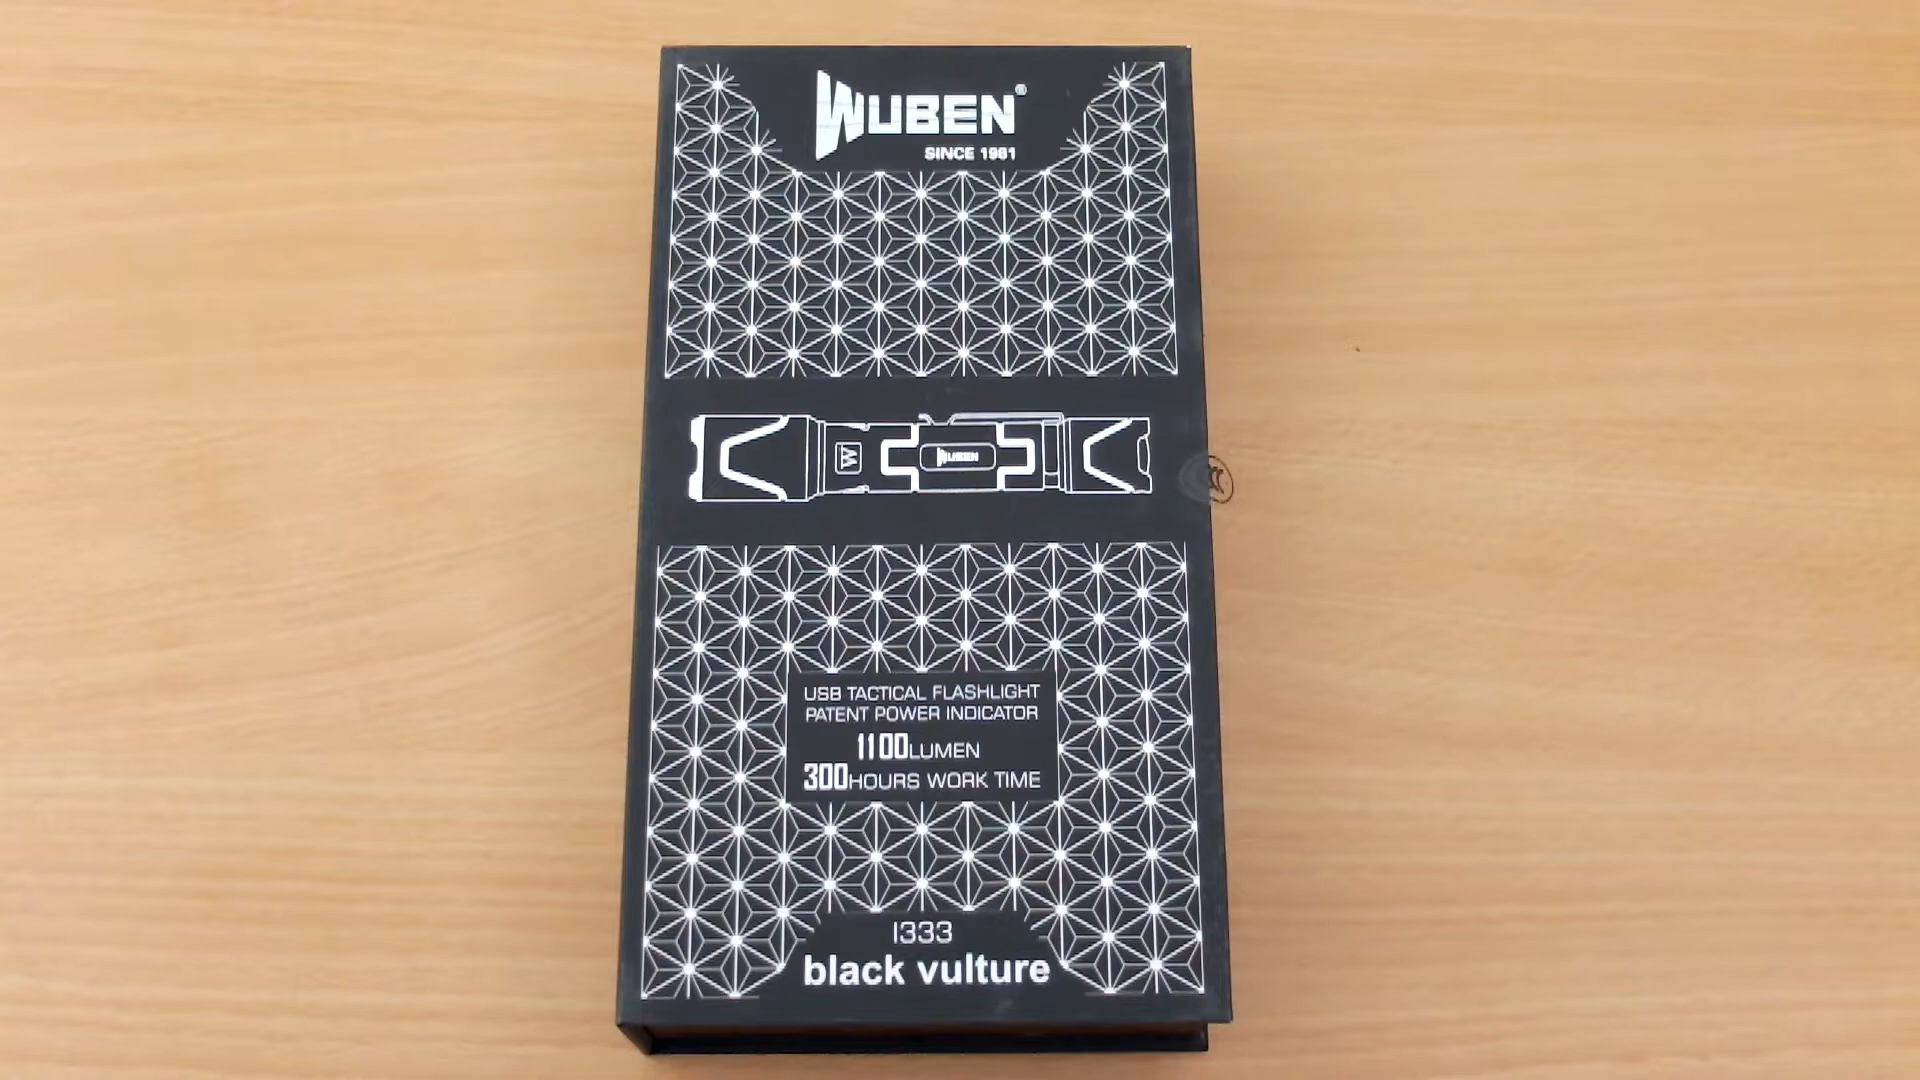 WUBEN®
SINCE 1981
W WUBEN
USB TACTICAL FLASHLIGHT
PATENT POWER INDICATOR
1100LUMEN
300HOURS WORK TIME
I333
black vulture